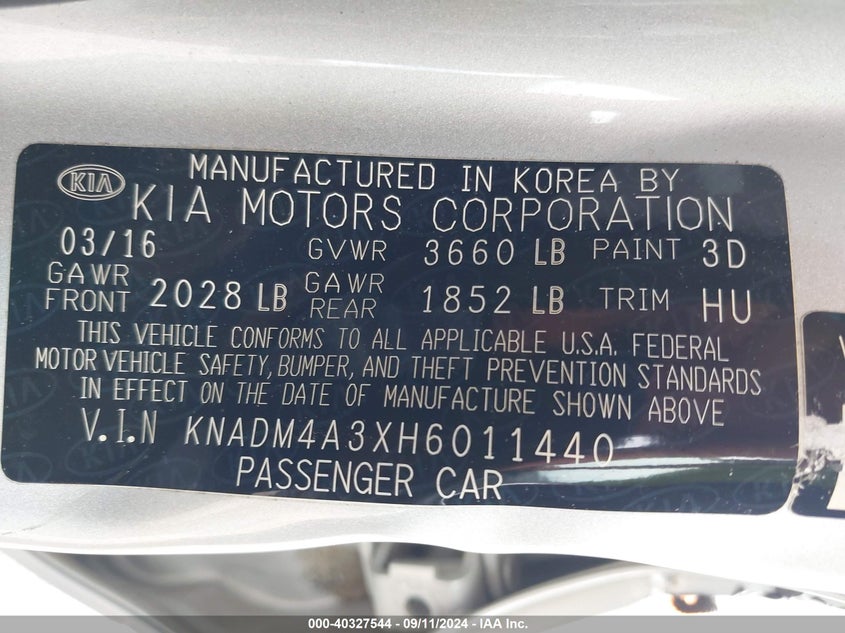 KIA
MANUFACTURED IN KOREA BY
KIA MOTORS CORPORATION
03/16 GVWR 3660 LB PAINT 3D
GAWR FRONT 2028 LB GAWR REAR 1852 LB TRIM HU
THIS VEHICLE CONFORMS TO ALL APPLICABLE U.S.A. FEDERAL
MOTOR VEHICLE SAFETY, BUMPER, AND THEFT PREVENTION STANDARDS
IN EFFECT ON THE DATE OF MANUFACTURE SHOWN ABOVE
V.I.N KNADM4A3XH6011440
PASSENGER CAR
000-40327544 - 09/11/2024 - IAA Inc.